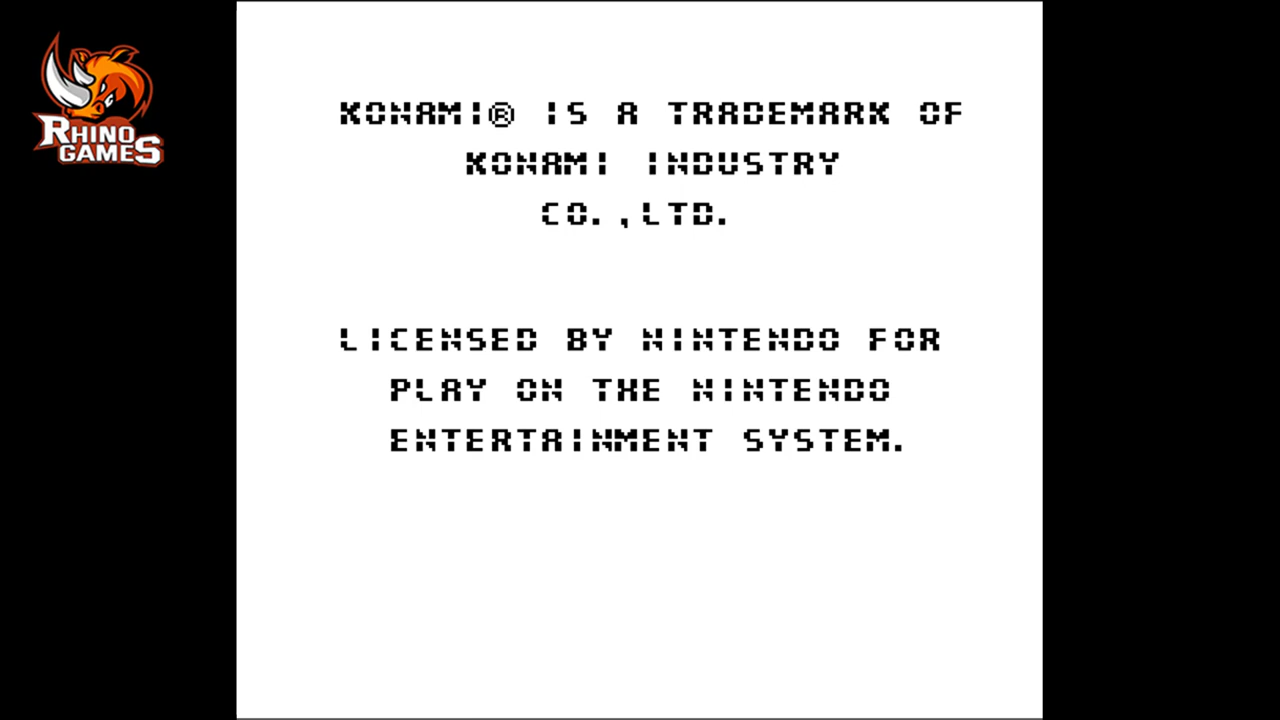 RHINO
GAMES
KONAMI® IS A TRADEMARK OF
KONAMI INDUSTRY
CO.,LTD.
LICENSED BY NINTENDO FOR
PLAY ON THE NINTENDO
ENTERTAINMENT SYSTEM.